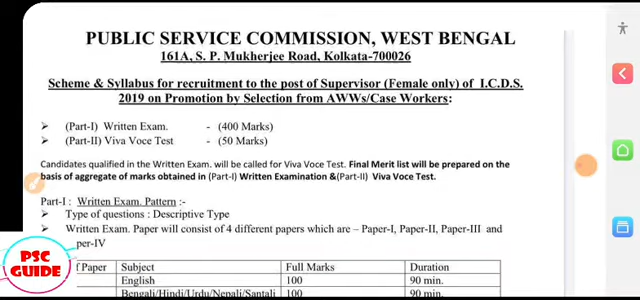 PUBLIC SERVICE COMMISSION, WEST BENGAL
161A, S. P. Mukherjee Road, Kolkata-700026
Scheme & Syllabus for recruitment to the post of Supervisor (Female only) of I.C.D.S.
2019 on Promotion by Selection from AWWs/Case Workers:
➤ (Part-I) Written Exam. - (400 Marks)
➤ (Part-II) Viva Voce Test - (50 Marks)
Candidates qualified in the Written Exam. will be called for Viva Voce Test. Final Merit list will be prepared on the
basis of aggregate of marks obtained in (Part-I) Written Examination &(Part-II) Viva Voce Test.
Part-I : Written Exam. Pattern :-
➤ Type of questions : Descriptive Type
➤ Written Exam. Paper will consist of 4 different papers which are – Paper-I, Paper-II, Paper-III and
per-IV
PSC
GUIDE
f Paper Subject Full Marks Duration
English 100 90 min.
Bengali/Hindi/Urdu/Nepali/Santali 100 90 min.